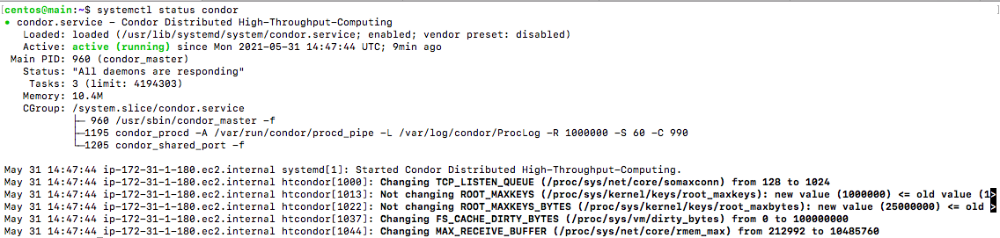 [centos@main:~$ systemctl status condor ]
● condor.service - Condor Distributed High-Throughput-Computing
   Loaded: loaded (/usr/lib/systemd/system/condor.service; enabled; vendor preset: disabled)
   Active: active (running) since Mon 2021-05-31 14:47:44 UTC; 9min ago
 Main PID: 960 (condor_master)
   Status: "All daemons are responding"
    Tasks: 3 (limit: 4194303)
   Memory: 10.4M
   CGroup: /system.slice/condor.service
           ├─ 960 /usr/sbin/condor_master -f
           ├─1195 condor_procd -A /var/run/condor/procd_pipe -L /var/log/condor/ProcLog -R 1000000 -S 60 -C 990
           └─1205 condor_shared_port -f
May 31 14:47:44 ip-172-31-1-180.ec2.internal systemd[1]: Started Condor Distributed High-Throughput-Computing.
May 31 14:47:44 ip-172-31-1-180.ec2.internal htcondor[1000]: Changing TCP_LISTEN_QUEUE (/proc/sys/net/core/somaxconn) from 128 to 1024
May 31 14:47:44 ip-172-31-1-180.ec2.internal htcondor[1013]: Not changing ROOT_MAXKEYS (/proc/sys/kernel/keys/root_maxkeys): new value (1000000) <= old value (1>
May 31 14:47:44 ip-172-31-1-180.ec2.internal htcondor[1022]: Not changing ROOT_MAXKEYS_BYTES (/proc/sys/kernel/keys/root_maxbytes): new value (25000000) <= old >
May 31 14:47:44 ip-172-31-1-180.ec2.internal htcondor[1037]: Changing FS_CACHE_DIRTY_BYTES (/proc/sys/vm/dirty_bytes) from 0 to 100000000
May 31 14:47:44 ip-172-31-1-180.ec2.internal htcondor[1044]: Changing MAX_RECEIVE_BUFFER (/proc/sys/net/core/rmem_max) from 212992 to 10485760